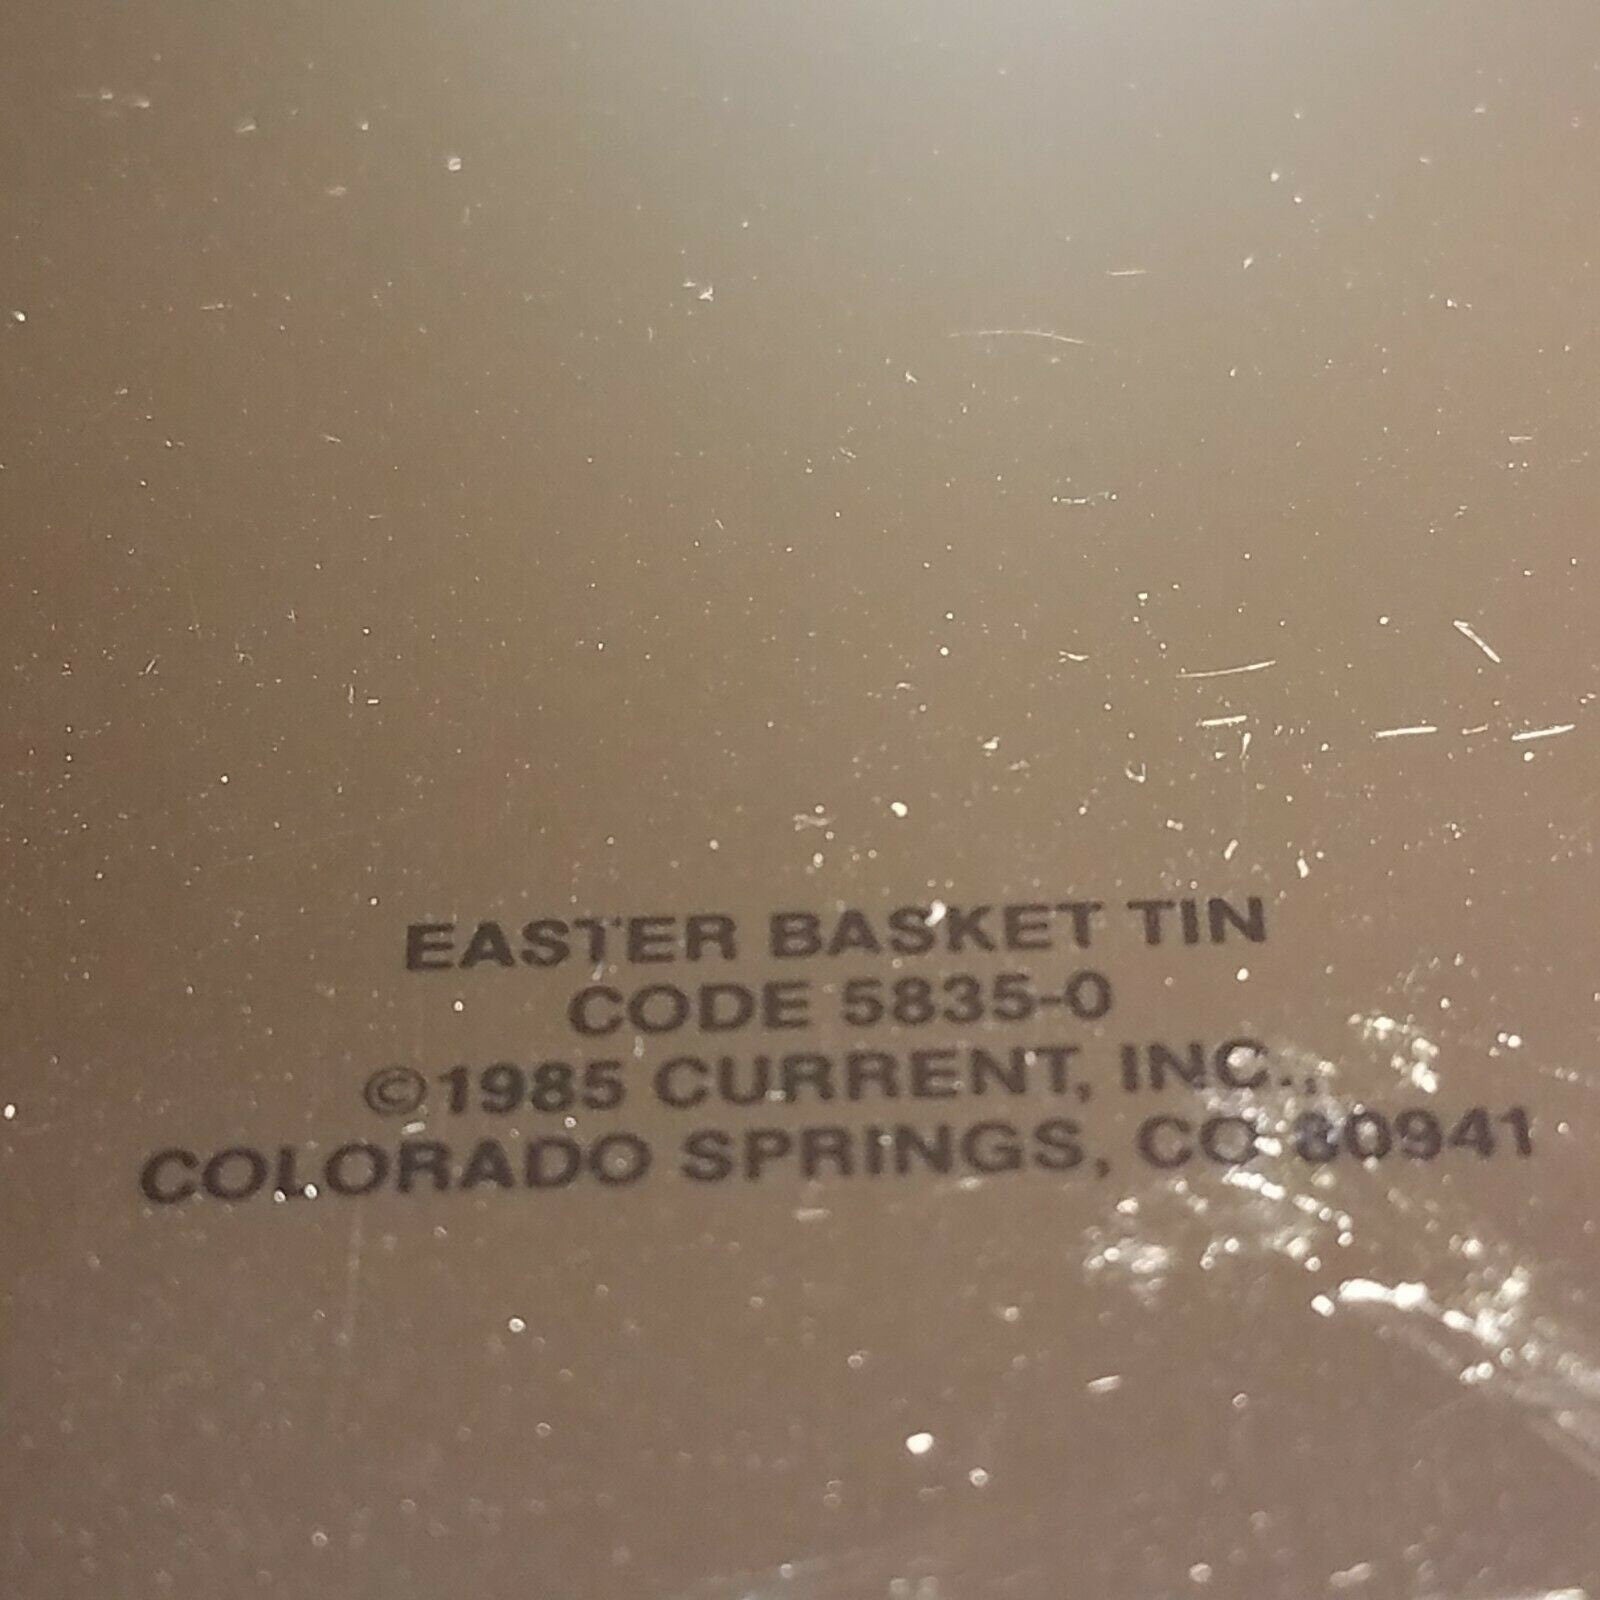 EASTER BASKET TIN
CODE 5835-0
©1985 CURRENT, INC.,
COLORADO SPRINGS, CO 80941